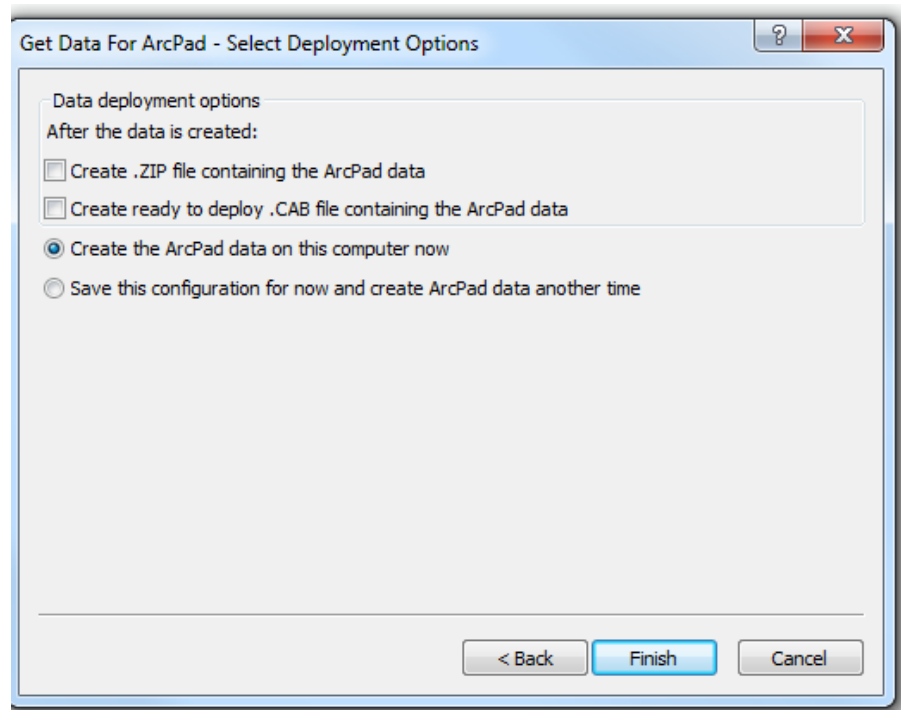 Get Data For ArcPad - Select Deployment Options
Data deployment options
After the data is created:
Create .ZIP file containing the ArcPad data
Create ready to deploy .CAB file containing the ArcPad data
Create the ArcPad data on this computer now
Save this configuration for now and create ArcPad data another time
< Back Finish Cancel